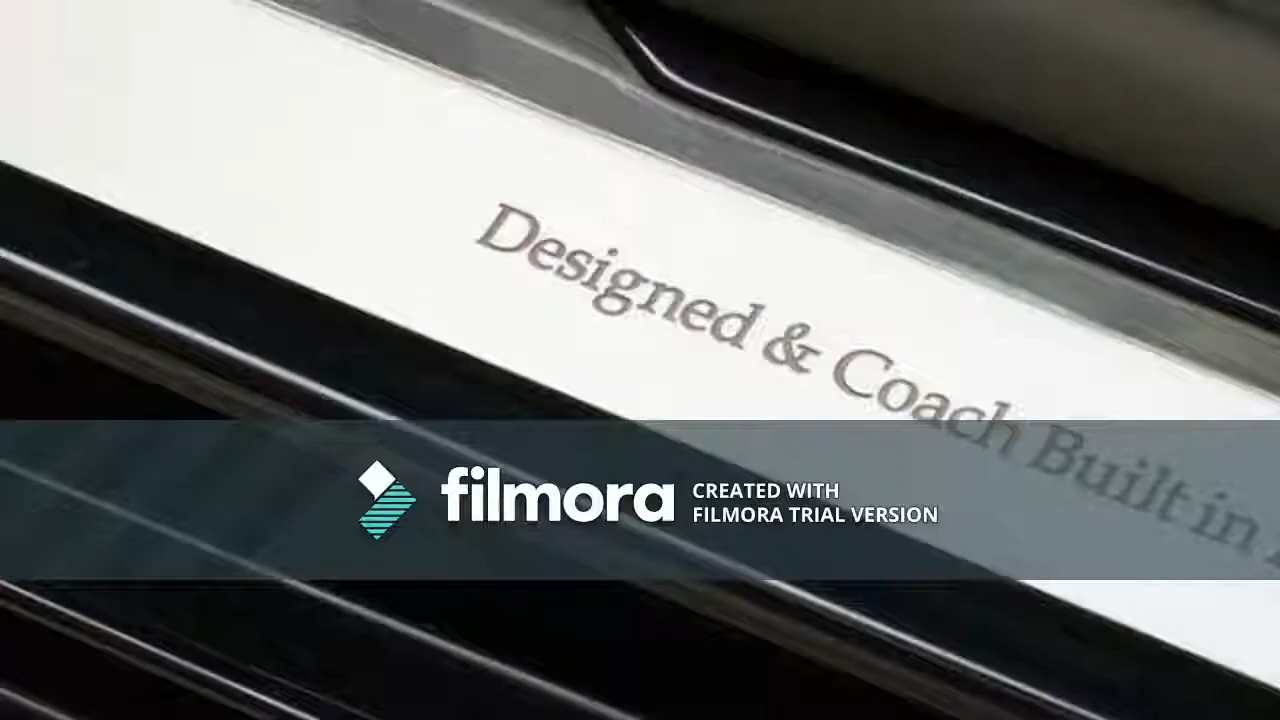 Designed & Coach Built in
filmora
CREATED WITH
FILMORA TRIAL VERSION